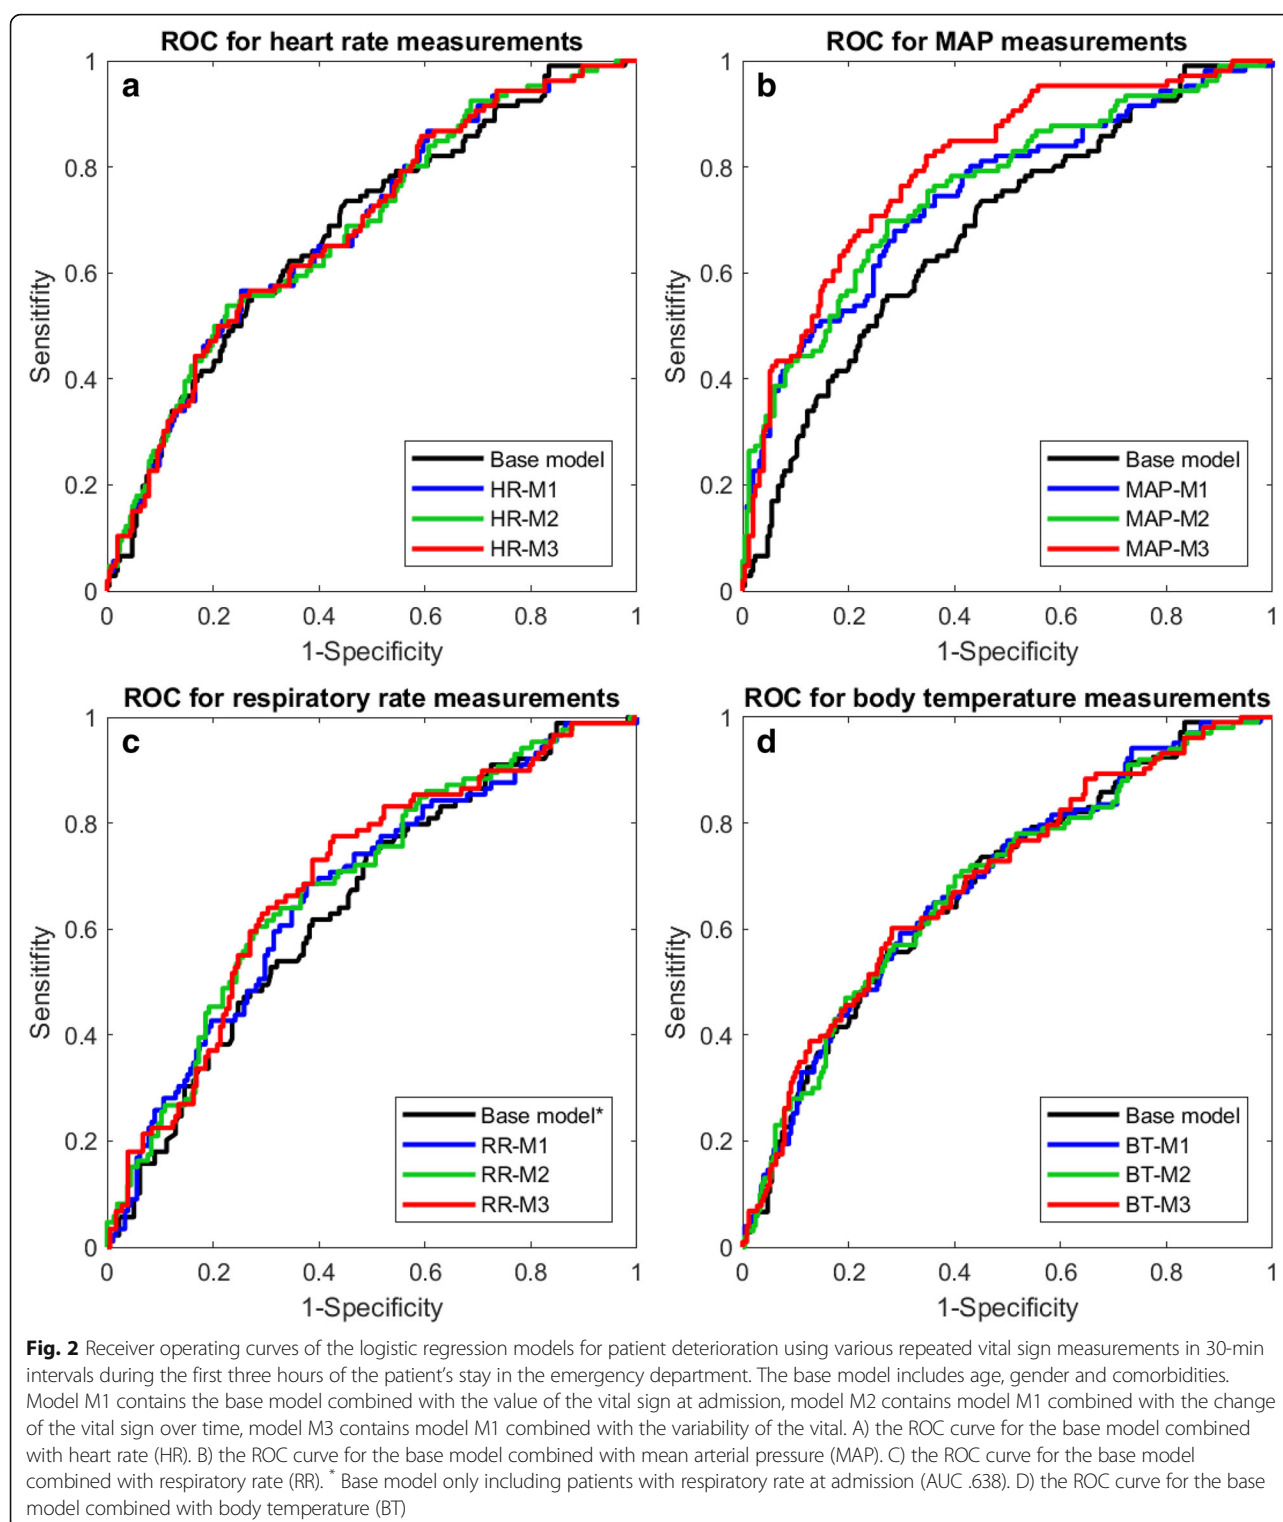 ROC for heart rate measurements
a
1
0.8
0.6
0.4
0.2
0
Sensitifity
Base model
HR-M1
HR-M2
HR-M3
0
0.2
0.4
0.6
0.8
1
1-Specificity
ROC for MAP measurements
b
1
0.8
0.6
0.4
0.2
0
Sensitifity
Base model
MAP-M1
MAP-M2
MAP-M3
0
0.2
0.4
0.6
0.8
1
1-Specificity
ROC for respiratory rate measurements
c
1
0.8
0.6
0.4
0.2
0
Sensitifity
Base model*
RR-M1
RR-M2
RR-M3
0
0.2
0.4
0.6
0.8
1
1-Specificity
ROC for body temperature measurements
d
1
0.8
0.6
0.4
0.2
0
Sensitifity
Base model
BT-M1
BT-M2
BT-M3
0
0.2
0.4
0.6
0.8
1
1-Specificity
Fig. 2 Receiver operating curves of the logistic regression models for patient deterioration using various repeated vital sign measurements in 30-min
intervals during the first three hours of the patient's stay in the emergency department. The base model includes age, gender and comorbidities.
Model M1 contains the base model combined with the value of the vital sign at admission, model M2 contains model M1 combined with the change
of the vital sign over time, model M3 contains model M1 combined with the variability of the vital. A) the ROC curve for the base model combined
with heart rate (HR). B) the ROC curve for the base model combined with mean arterial pressure (MAP). C) the ROC curve for the base model
combined with respiratory rate (RR). * Base model only including patients with respiratory rate at admission (AUC .638). D) the ROC curve for the base
model combined with body temperature (BT)